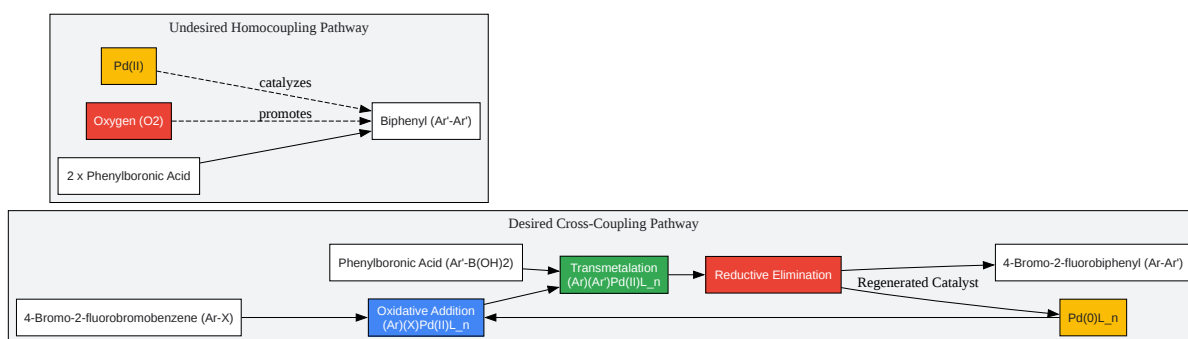 Undesired Homocoupling Pathway
Pd(II)
catalyzes
Oxygen (O2)
promotes
Biphenyl (Ar'-Ar')
2 x Phenylboronic Acid
Desired Cross-Coupling Pathway
Phenylboronic Acid (Ar'-B(OH)2)
Transmetalation
(Ar)(Ar')Pd(II)L_n
Reductive Elimination
4-Bromo-2-fluorobiphenyl (Ar-Ar')
Regenerated Catalyst
4-Bromo-2-fluorobromobenzene (Ar-X)
Oxidative Addition
(Ar)(X)Pd(II)L_n
Pd(0)L_n